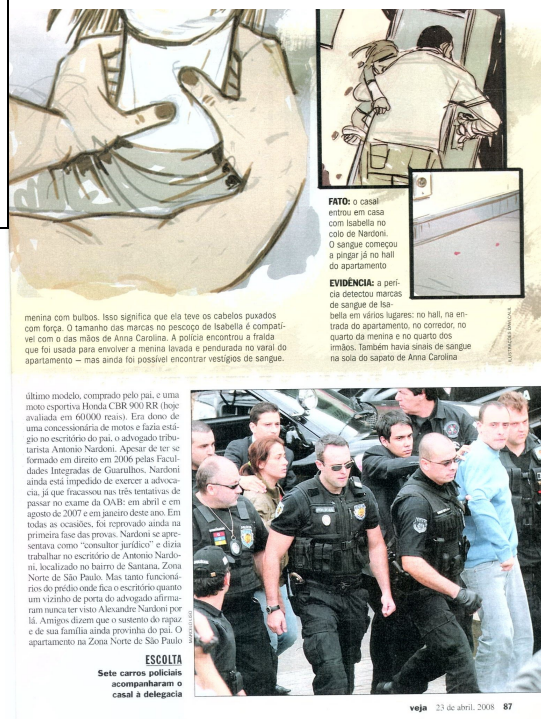 FATO: o casal
entrou em casa
com Isabella no
colo de Nardoni.
O sangue começou
a pingar já no hall
do apartamento
EVIDÊNCIA: a perí-
cia detectou marcas
de sangue de Isa-
bella em vários lugares: no hall, na en-
trada do apartamento, no corredor, no
quarto da menina e no quarto dos
irmãos. Também havia sinais de sangue
na sola do sapato de Anna Carolina
menina com bulbos. Isso significa que ela teve os cabelos puxados
com força. O tamanho das marcas no pescoço de Isabella é compatí-
vel com o das mãos de Anna Carolina. A polícia encontrou a fralda
que foi usada para envolver a menina lavada e pendurada no varal do
apartamento — mas ainda foi possível encontrar vestígios de sangue.
último modelo, comprado pelo pai, e uma
moto esportiva Honda CBR 900 RR (hoje
avaliada em 60 000 reais). Era dono de
uma concessionária de motos e fazia está-
gio no escritório do pai, o advogado tribu-
tarista Antonio Nardoni. Apesar de ter se
formado em direito em 2006 pelas Facul-
dades Integradas de Guarulhos, Nardoni
ainda está impedido de exercer a advoca-
cia, já que fracassou nas três tentativas de
passar no exame da OAB: em abril e em
agosto de 2007 e em janeiro deste ano. Em
todas as ocasiões, foi reprovado ainda na
primeira fase das provas. Nardoni se apre-
sentava como “consultor jurídico” e dizia
trabalhar no escritório de Antonio Nardo-
ni, localizado no bairro de Santana, Zona
Norte de São Paulo. Mas tanto funcioná-
rios do prédio onde fica o escritório quanto
um vizinho de porta do advogado afirma-
ram nunca ter visto Alexandre Nardoni por
lá. Amigos dizem que o sustento do rapaz
e de sua família ainda provinha do pai. O
apartamento na Zona Norte de São Paulo
ESCOLTA
Sete carros policiais
acompanharam o
casal à delegacia
veja 23 de abril, 2008 87